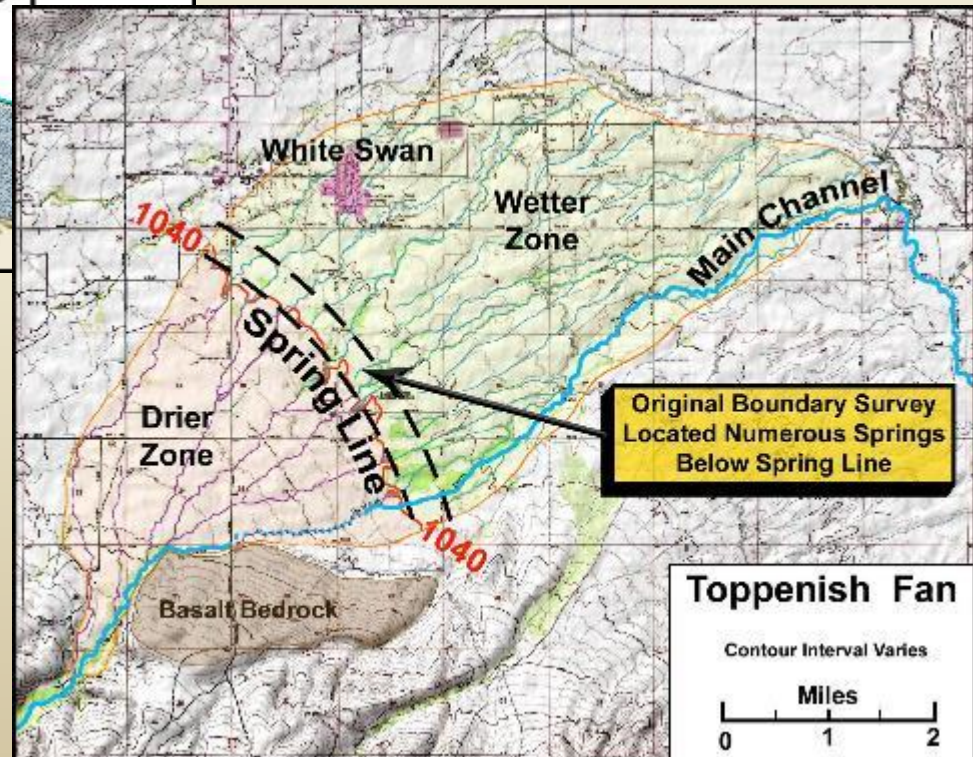 White Swan
Wetter
Zone
Main Channel
1040
Spring Line
Drier
Zone
Original Boundary Survey
Located Numerous Springs
Below Spring Line
1040
Basalt Bedrock
Toppenish Fan
Contour Interval Varies
Miles
0 1 2